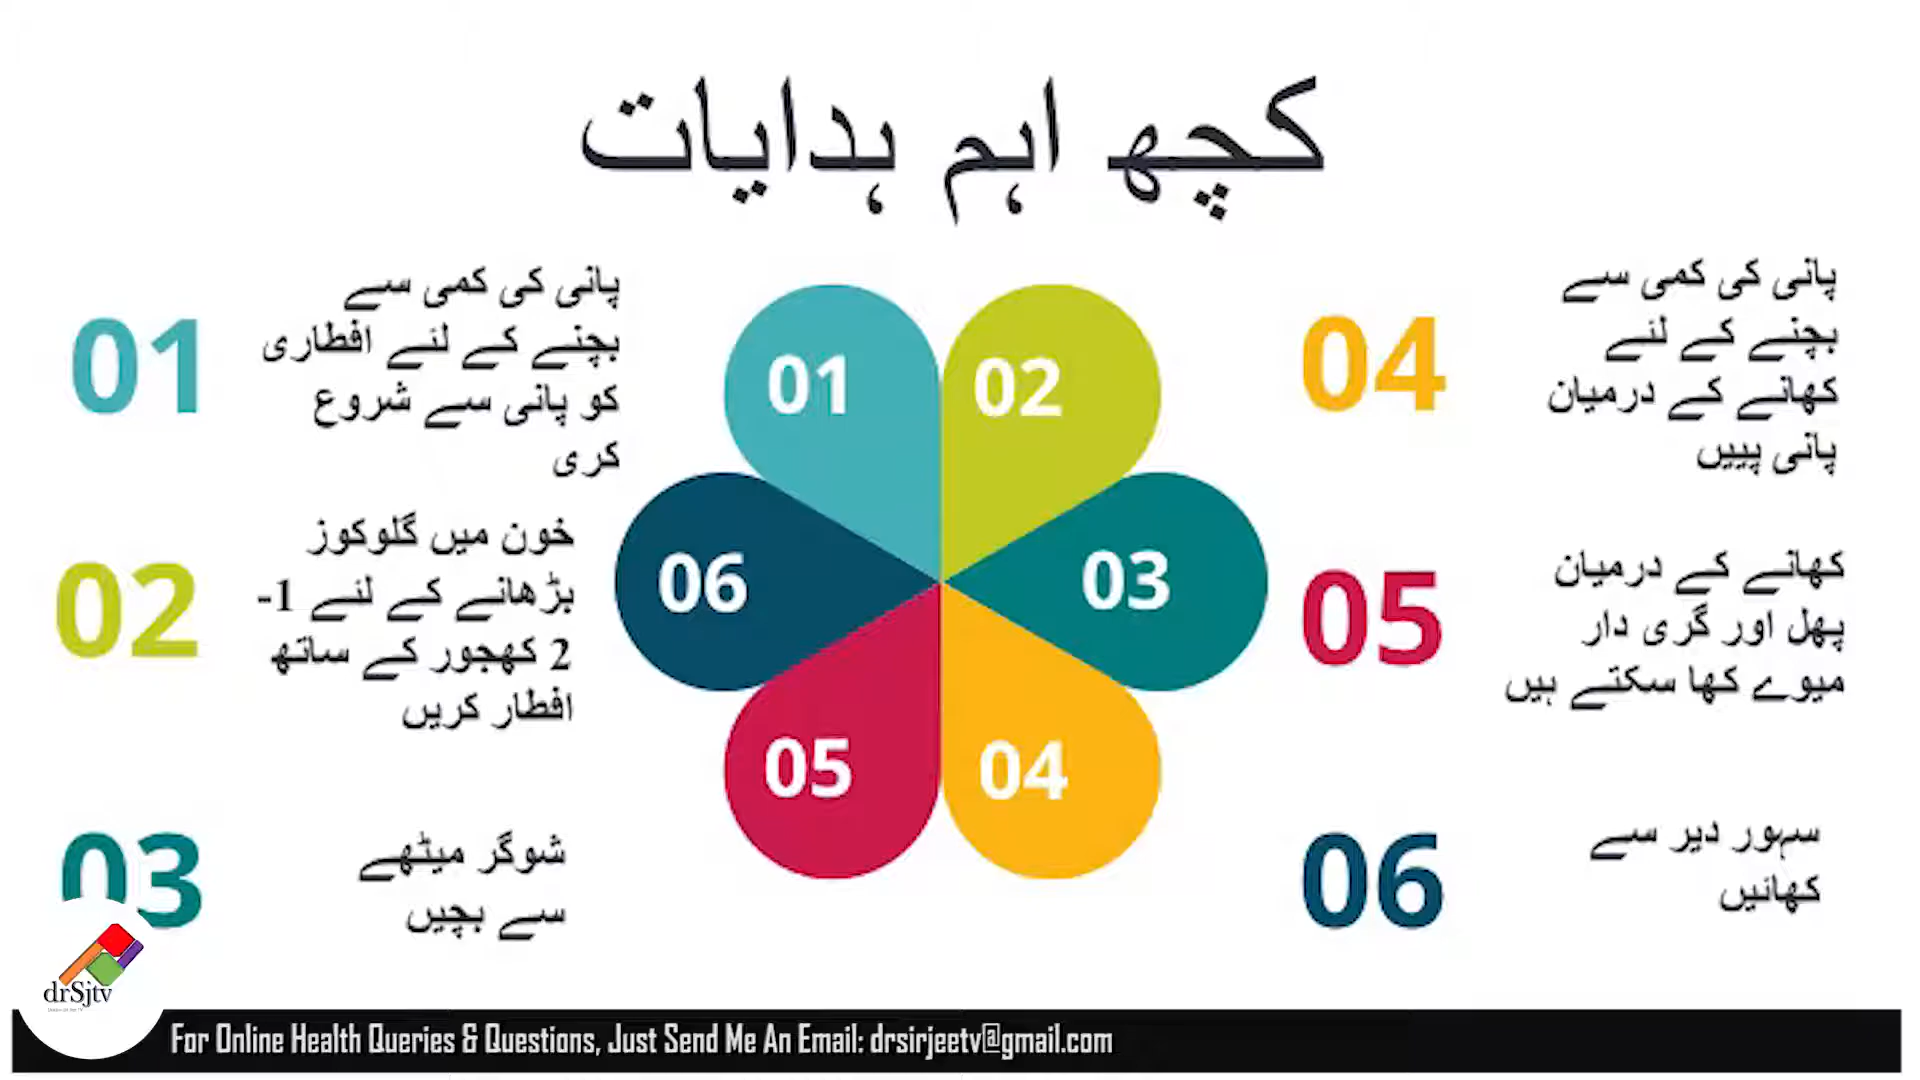 کچھ اہم ہدایات
01
پانی کی کمی سے
بچنے کے لئے افطاری
کو پانی سے شروع
کری
02
خون میں گلوکوز
بڑھانے کے لئے 1-
2 کھجور کے ساتھ
افطار کریں
03
شوگر میٹھے
سے بچیں
01
02
03
04
05
06
04
پانی کی کمی سے
بچنے کے لئے
کھانے کے درمیان
پانی پییں
05
کھانے کے درمیان
پھل اور گری دار
میوے کھا سکتے ہیں
06
سہور دیر سے
کھائیں
drSjtv
For Online Health Queries & Questions, Just Send Me An Email: drsirjeetv@gmail.com